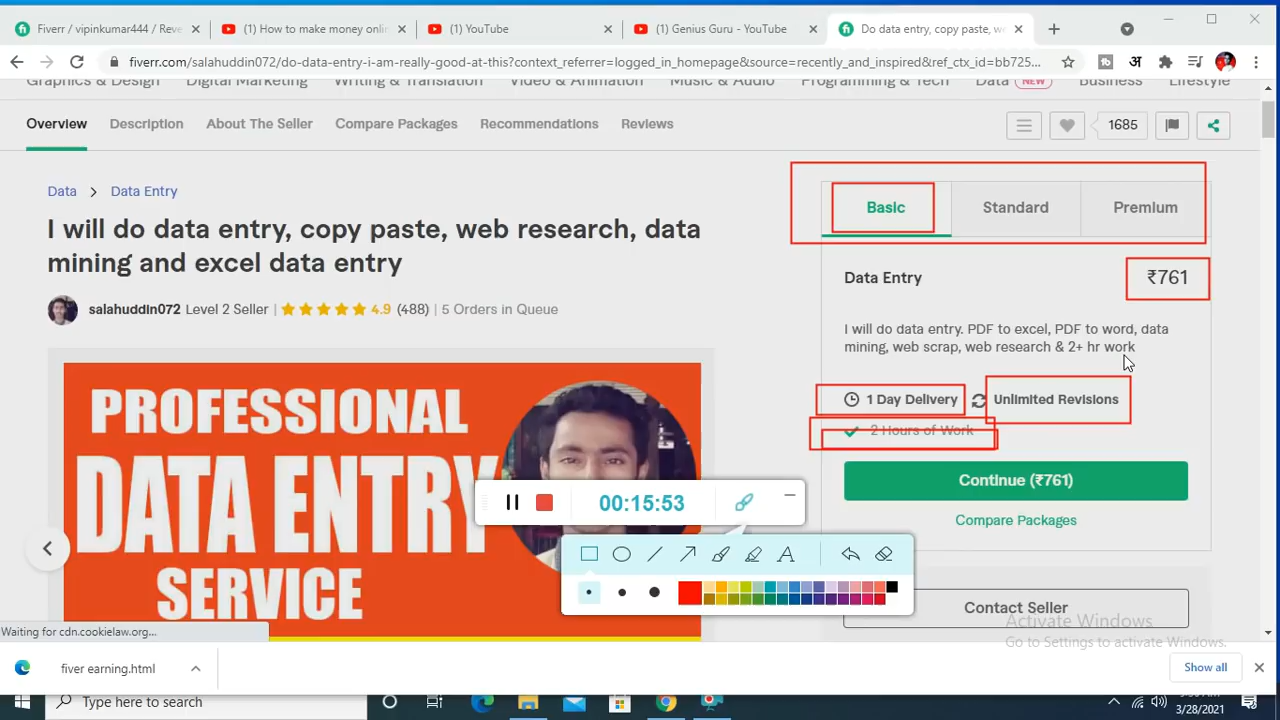 Fiverr / vipinkumar444 / Reve
(1) How to make money onlin
(1) YouTube
(1) Genius Guru - YouTube
Do data entry, copy paste, we
fiverr.com/salahuddin072/do-data-entry-i-am-really-good-at-this?context_referrer=logged_in_homepage&source=recently_and_inspired&ref_ctx_id=bb725...
अ
Graphics & Design Digital Marketing Writing & Translation Video & Animation Music & Audio Programming & Tech Data NEW Business Lifestyle
Overview Description About The Seller Compare Packages Recommendations Reviews
1685
Data > Data Entry
I will do data entry, copy paste, web research, data
mining and excel data entry
salahuddin072 Level 2 Seller 4.9 (488) 5 Orders in Queue
PROFESSIONAL
DATA ENTRY
SERVICE
Basic Standard Premium
Data Entry ₹761
I will do data entry. PDF to excel, PDF to word, data
mining, web scrap, web research & 2+ hr work
1 Day Delivery Unlimited Revisions
2 Hours of Work
Continue (₹761)
Compare Packages
Contact Seller
00:15:53
A
Activate Windows
Go to Settings to activate Windows.
Waiting for cdn.cookielaw.org...
fiver earning.html
Show all
Type here to search
3/28/2021